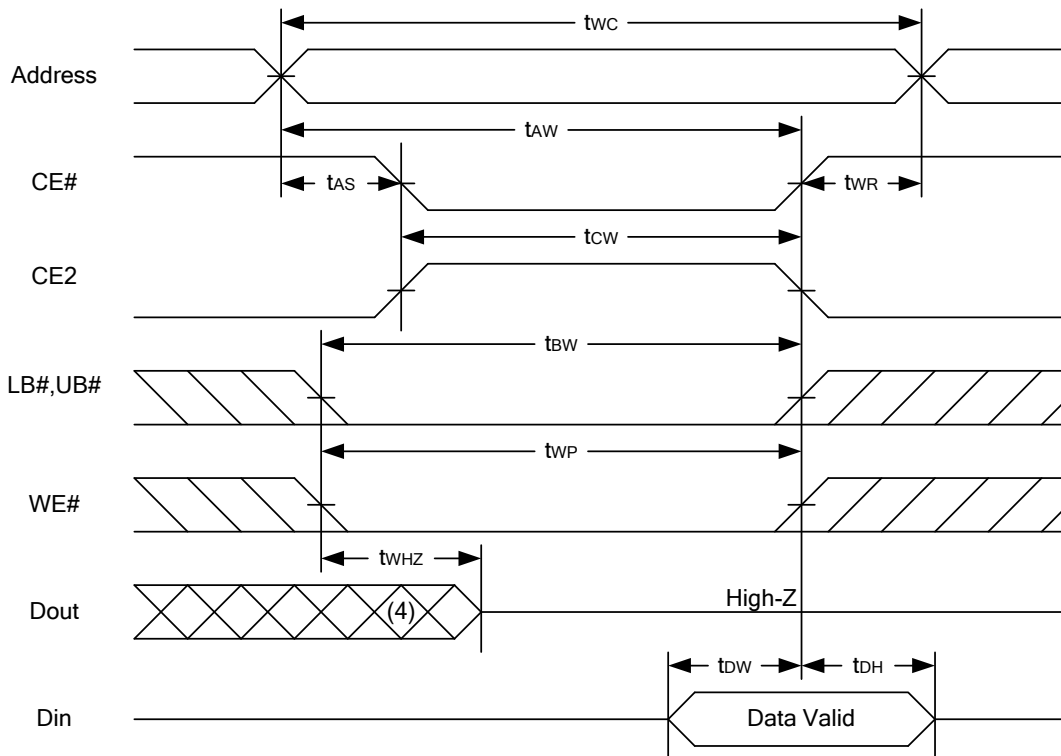 tWC
Address
tAW
CE#
tAS
tWR
tCW
CE2
tBW
LB#,UB#
tWP
WE#
tWHZ
Dout
(4)
High-Z
tDW
tDH
Din
Data Valid